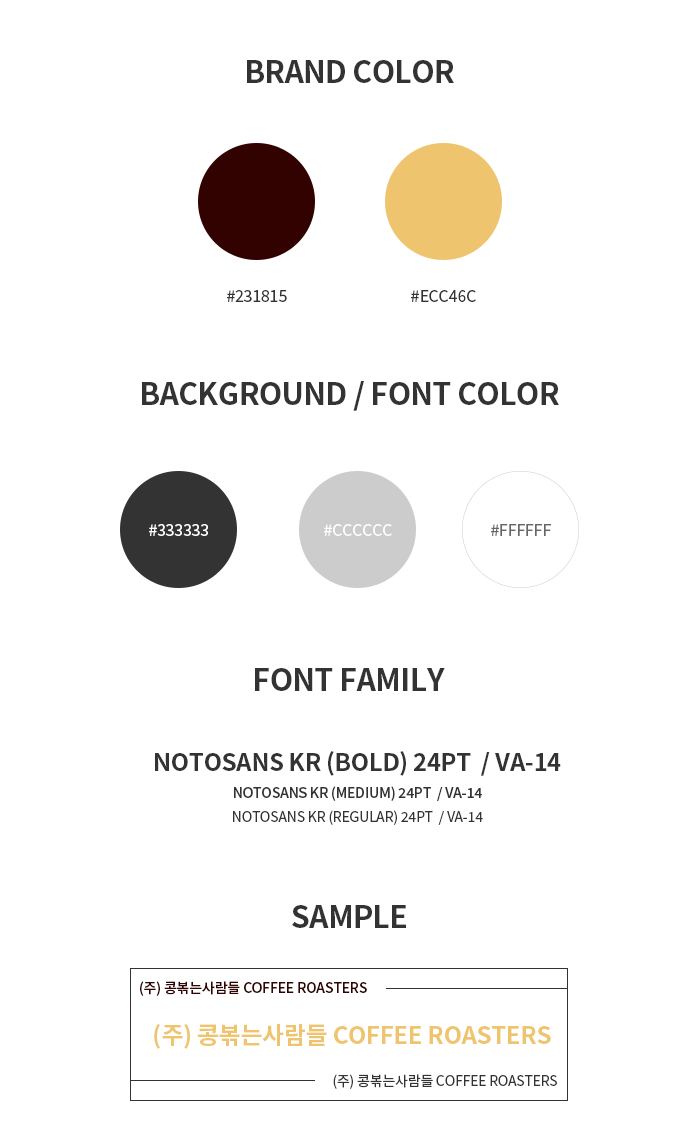 BRAND COLOR
#231815 #ECC46C
BACKGROUND / FONT COLOR
#333333 #CCCCCC #FFFFFF
FONT FAMILY
NOTOSANS KR (BOLD) 24PT / VA-14
NOTOSANS KR (MEDIUM) 24PT / VA-14
NOTOSANS KR (REGULAR) 24PT / VA-14
SAMPLE
(주) 콩볶는사람들 COFFEE ROASTERS
(주) 콩볶는사람들 COFFEE ROASTERS
(주) 콩볶는사람들 COFFEE ROASTERS